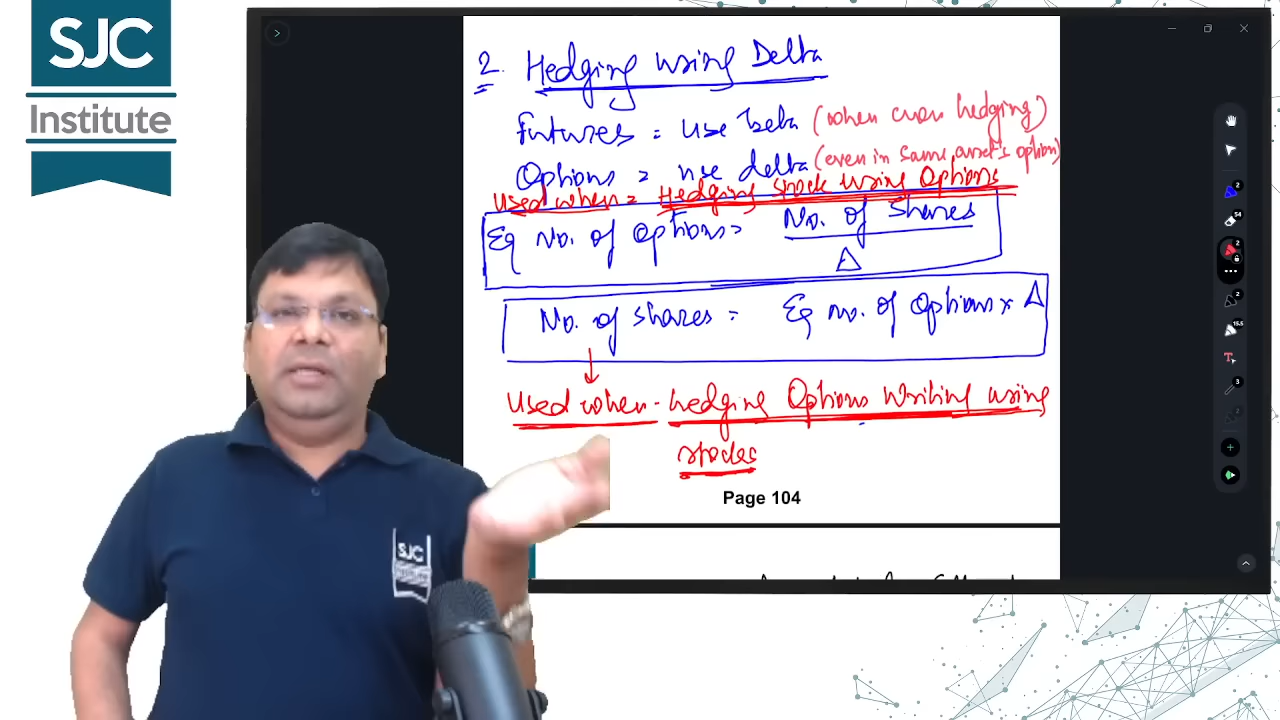 SJC
Institute
2. Hedging using Delta
Futures = use beta (when cross hedging)
Options = use delta (even in same asset's option)
Used when = Hedging stock using Options
Eq No. of options = No. of shares
Δ
No. of shares = Eq no. of options × Δ
Used when - hedging Options Writing using
stocks
Page 104
SJC